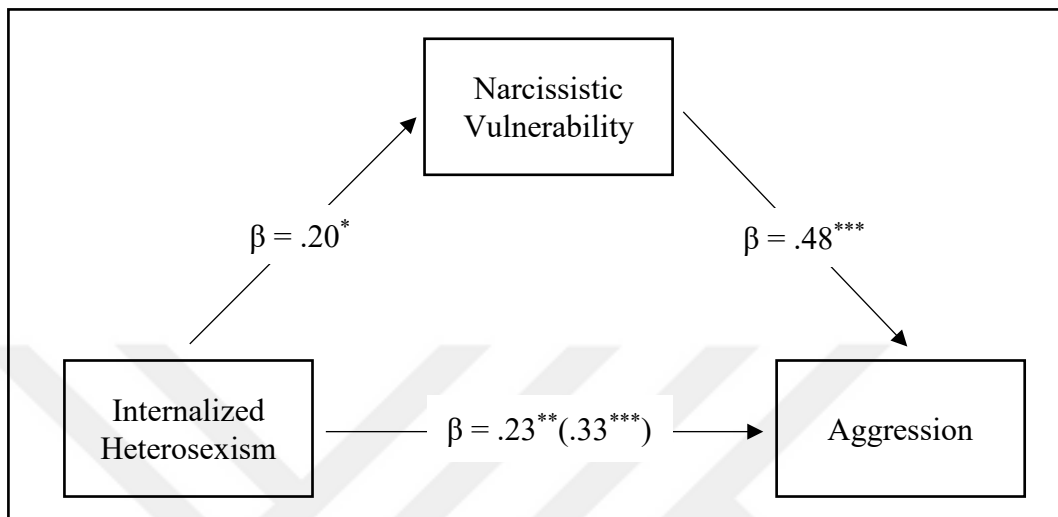 Narcissistic
Vulnerability
β = .20*
β = .48***
Internalized
Heterosexism
β = .23**(.33***)
Aggression